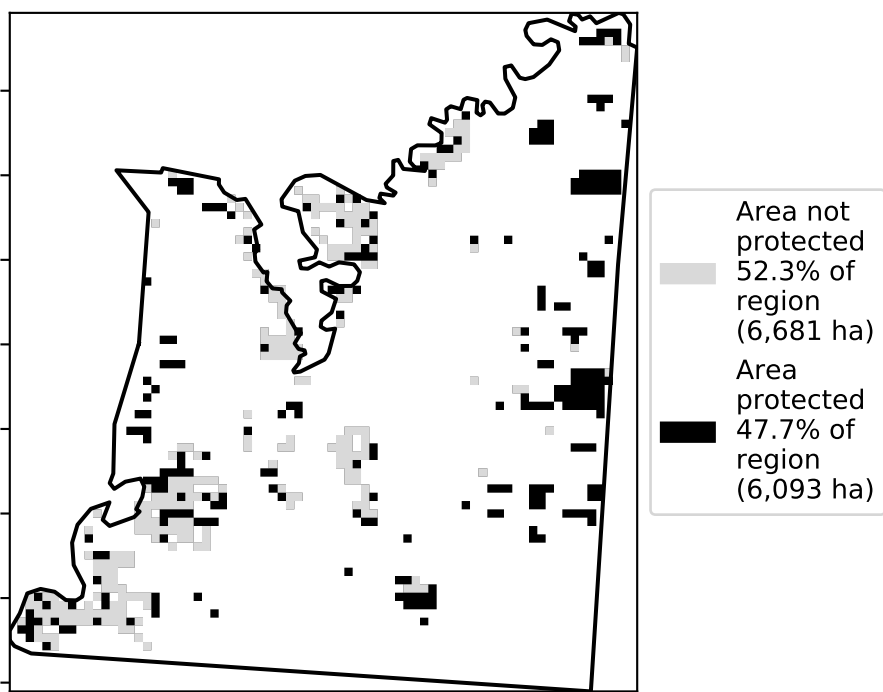 Area not
protected
52.3% of
region
(6,681 ha)
Area
protected
47.7% of
region
(6,093 ha)